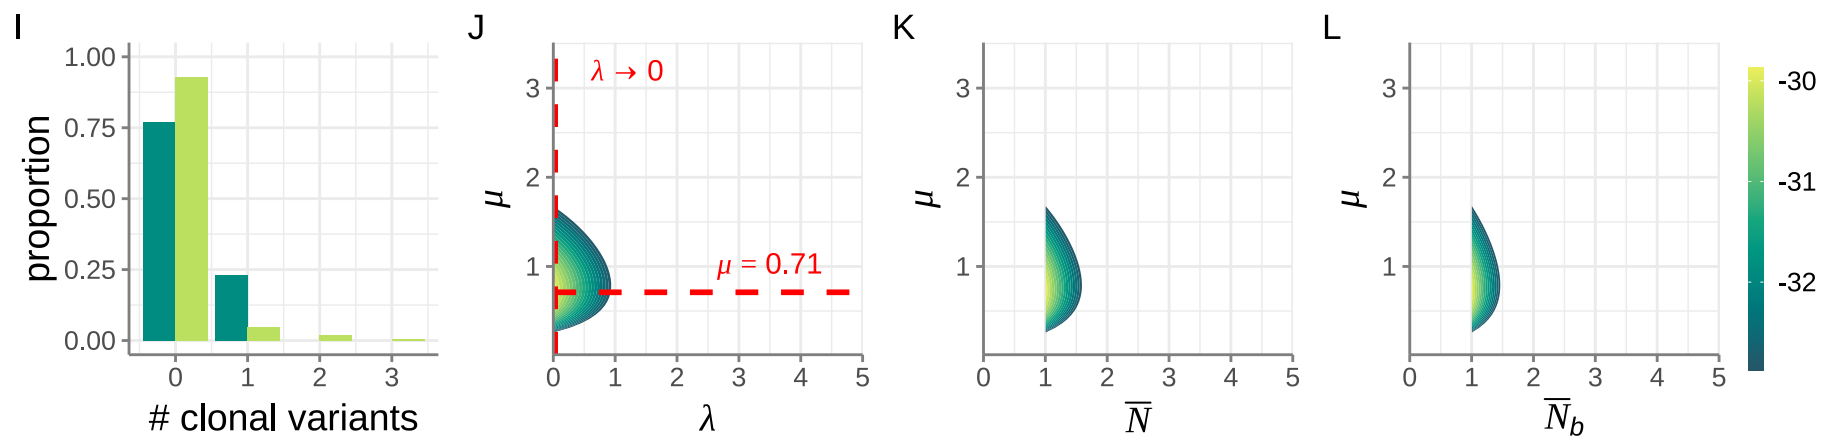 I
1.00
0.75
0.50
0.25
0.00
proportion
0 1 2 3
# clonal variants
J
3
2
1
μ
λ → 0
μ = 0.71
0 1 2 3 4 5
λ
K
3
2
1
μ
0 1 2 3 4 5
N̅
L
3
2
1
μ
0 1 2 3 4 5
N̅b
-30
-31
-32